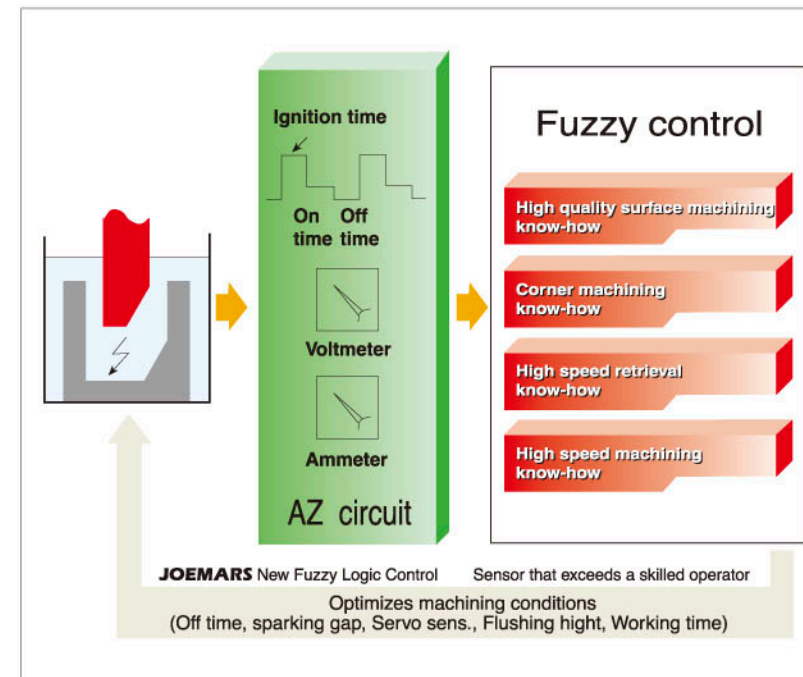 Ignition time
On Off
time time
Voltmeter
Ammeter
AZ circuit
Fuzzy control
High quality surface machining
know-how
Corner machining
know-how
High speed retrieval
know-how
High speed machining
know-how
JOEMARS New Fuzzy Logic Control Sensor that exceeds a skilled operator
Optimizes machining conditions
(Off time, sparking gap, Servo sens., Flushing hight, Working time)